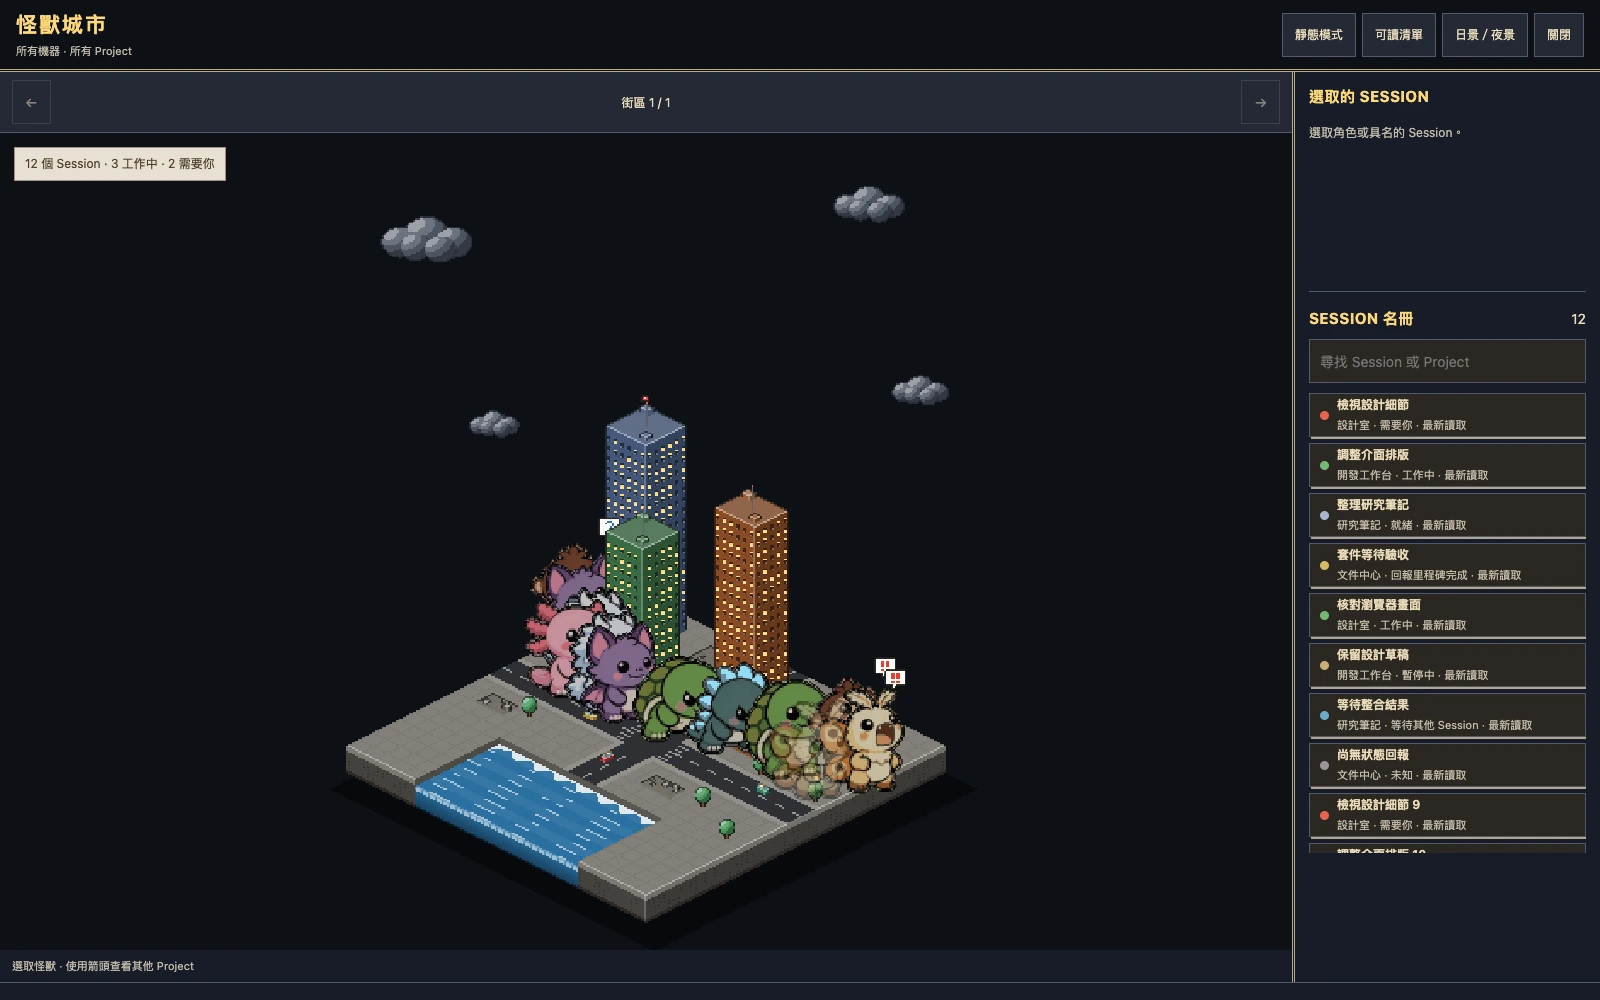 怪獸城市
所有機器 · 所有 Project
靜態模式
可讀清單
日景 / 夜景
關閉
←
街區 1 / 1
→
12 個 Session · 3 工作中 · 2 需要你
選取怪獸 · 使用箭頭查看其他 Project
選取的 SESSION
選取角色或具名的 Session。
SESSION 名冊
12
尋找 Session 或 Project
檢視設計細節
設計室 · 需要你 · 最新讀取
調整介面排版
開發工作台 · 工作中 · 最新讀取
整理研究筆記
研究筆記 · 就緒 · 最新讀取
套件等待驗收
文件中心 · 回報里程碑完成 · 最新讀取
核對瀏覽器畫面
設計室 · 工作中 · 最新讀取
保留設計草稿
開發工作台 · 暫停中 · 最新讀取
等待整合結果
研究筆記 · 等待其他 Session · 最新讀取
尚無狀態回報
文件中心 · 未知 · 最新讀取
檢視設計細節 9
設計室 · 需要你 · 最新讀取